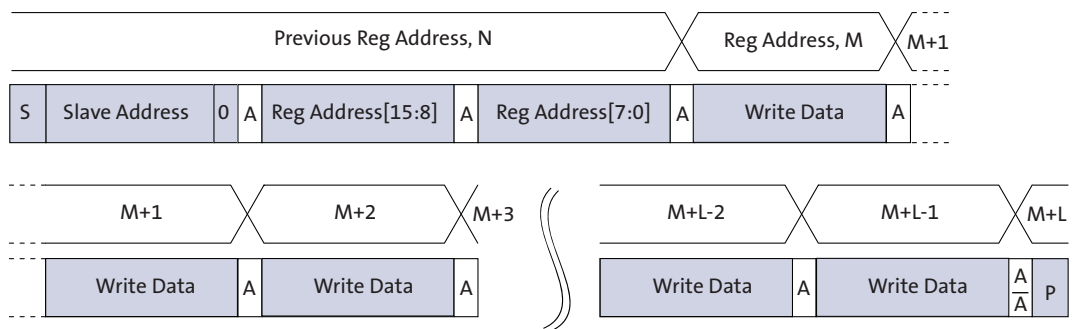 Previous Reg Address, N Reg Address, M M+1
S Slave Address 0 A Reg Address[15:8] A Reg Address[7:0] A Write Data A
M+1 M+2 M+3 M+L-2 M+L-1 M+L
Write Data A Write Data A Write Data A Write Data A/A̅ P